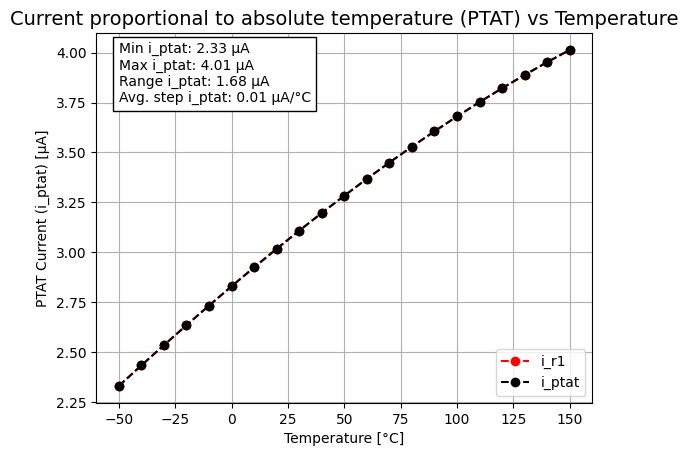 Current proportional to absolute temperature (PTAT) vs Temperature
Min i_ptat: 2.33 µA
Max i_ptat: 4.01 µA
Range i_ptat: 1.68 µA
Avg. step i_ptat: 0.01 µA/°C
PTAT Current (i_ptat) [µA]
4.00
3.75
3.50
3.25
3.00
2.75
2.50
2.25
i_r1
i_ptat
−50 −25 0 25 50 75 100 125 150
Temperature [°C]